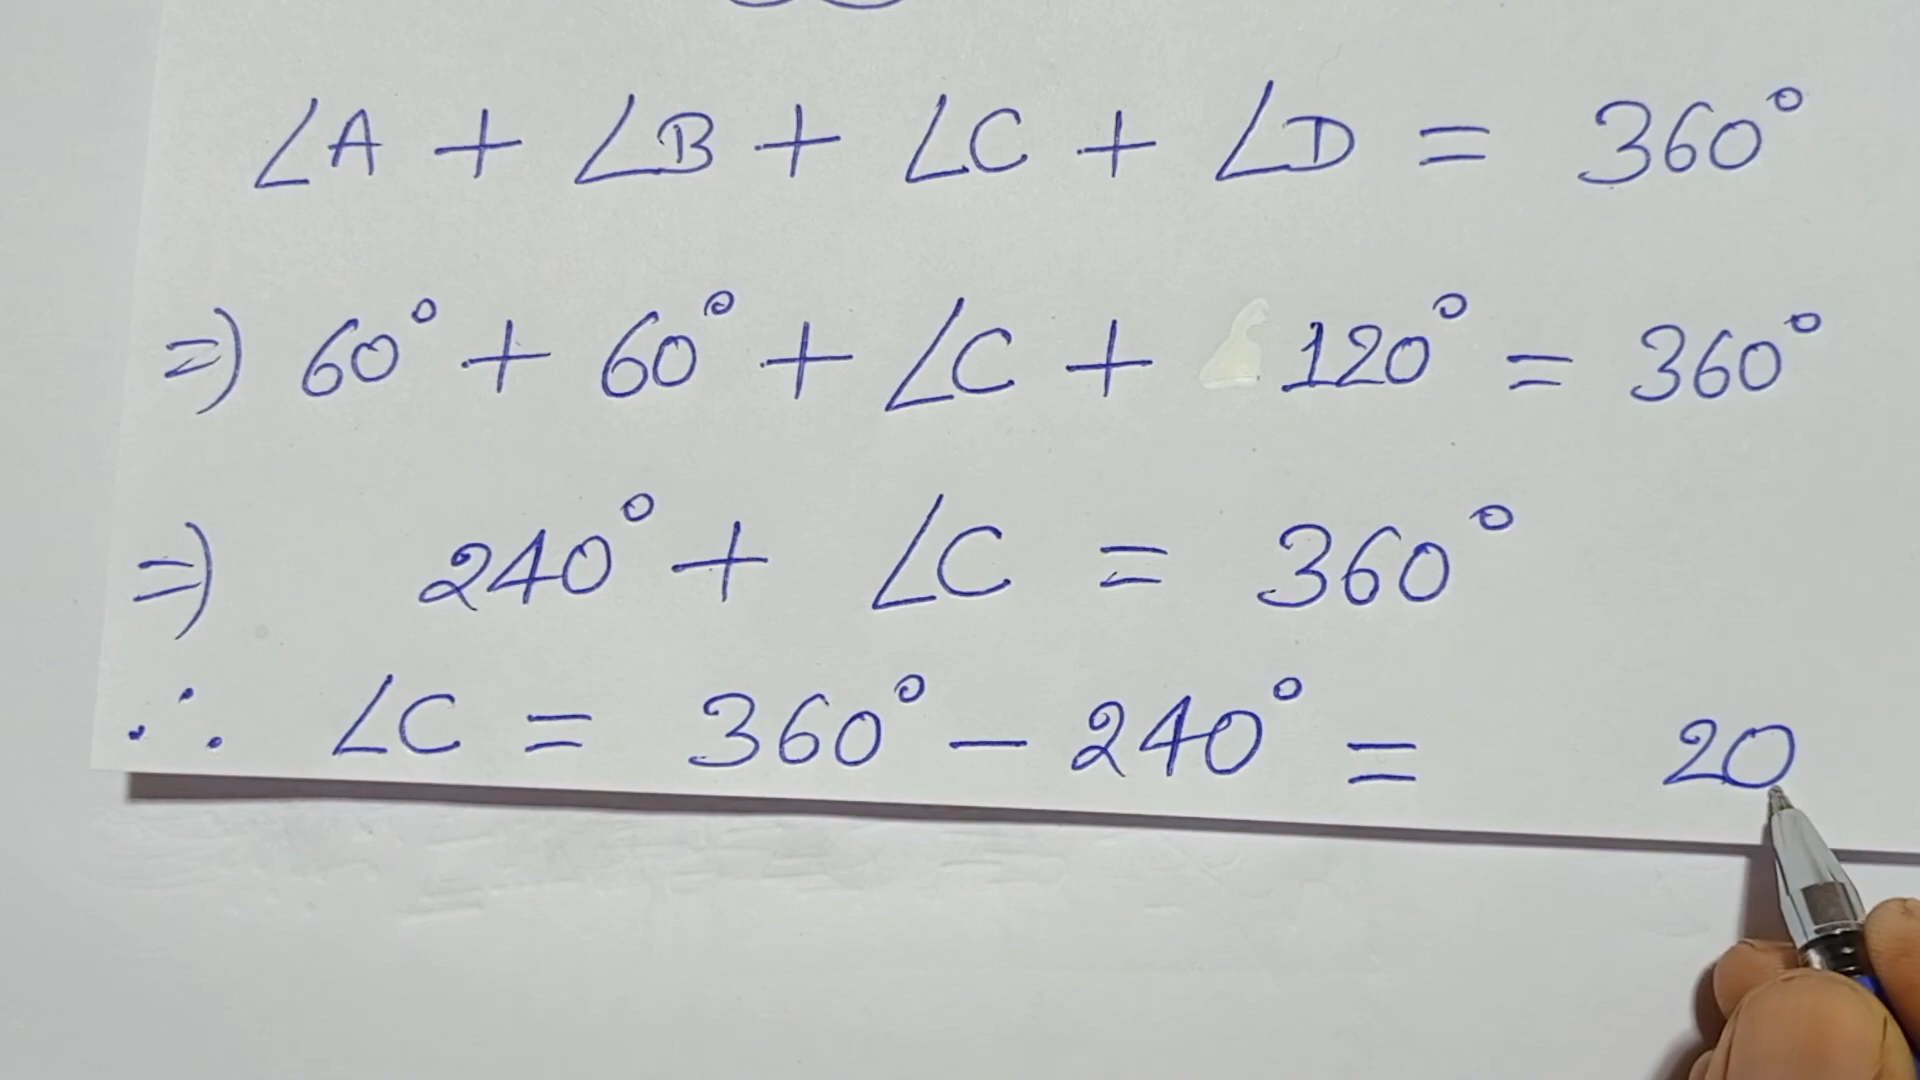 ∠A + ∠B + ∠C + ∠D = 360°
⇒ 60° + 60° + ∠C + 120° = 360°
⇒ 240° + ∠C = 360°
∴ ∠C = 360° - 240° = 20